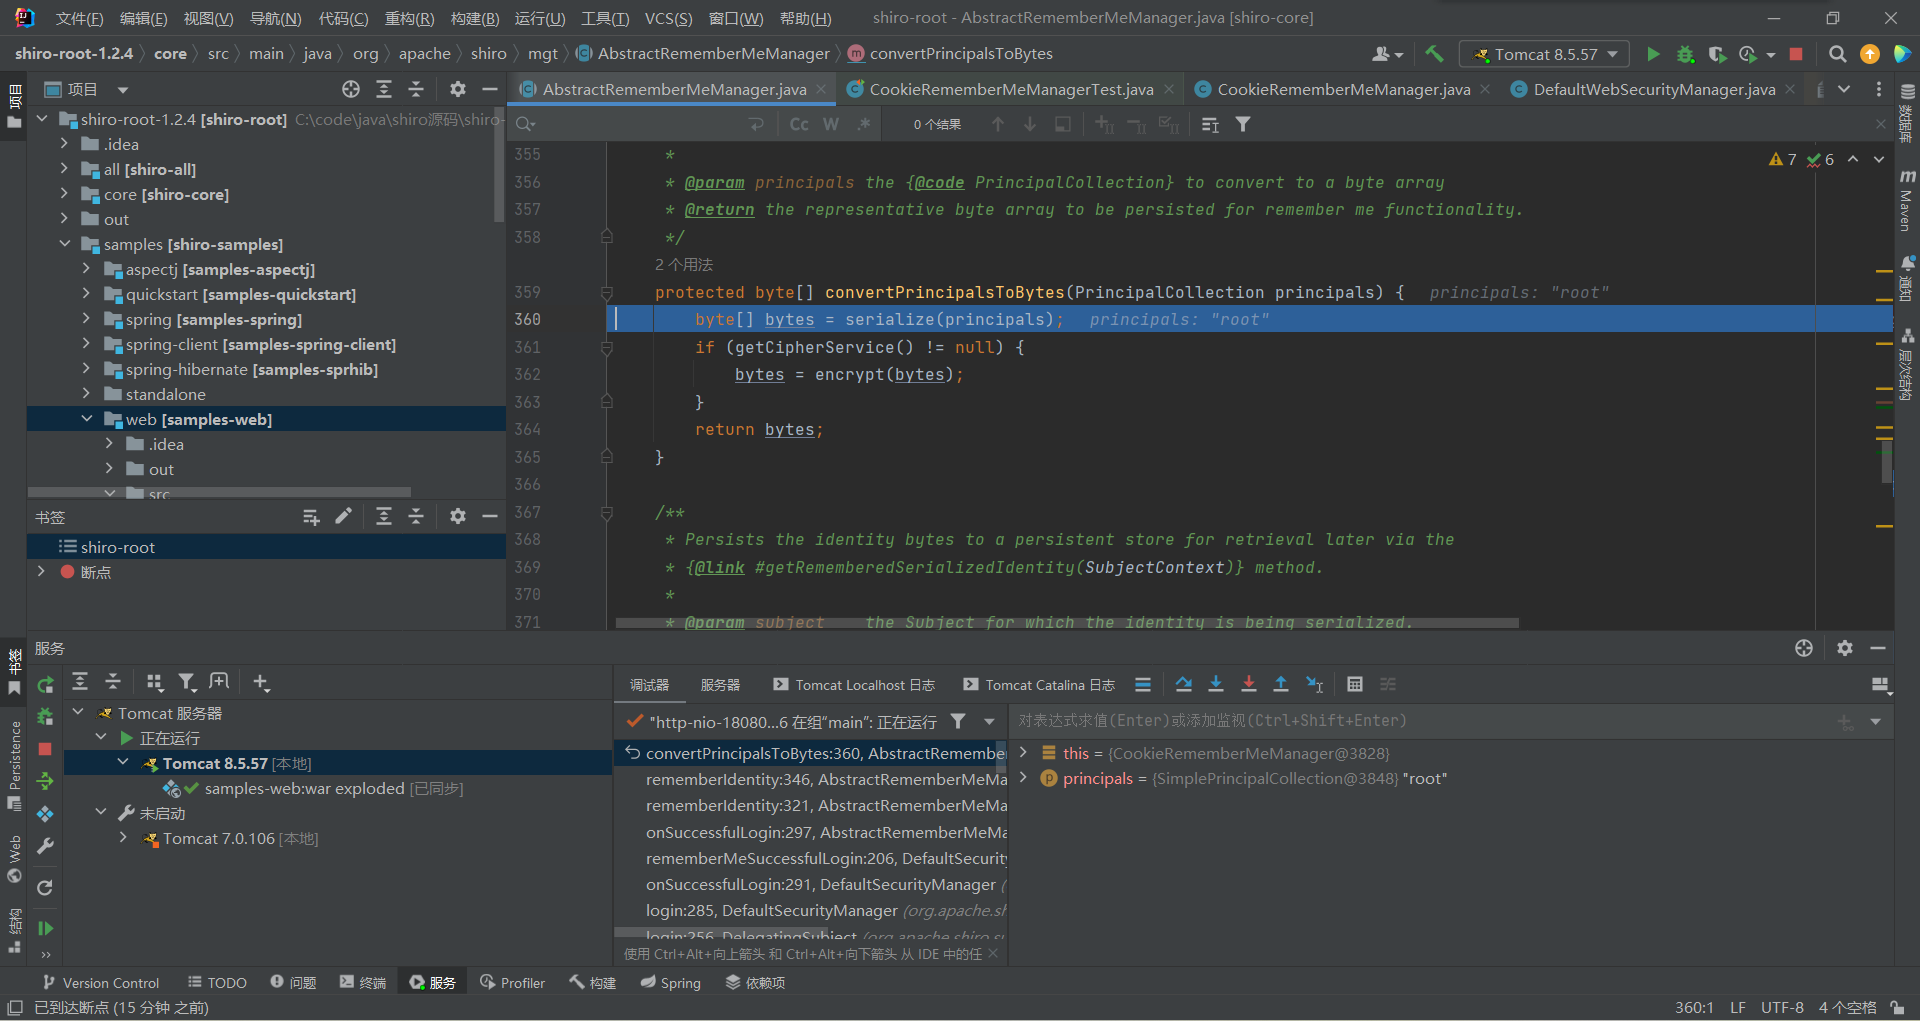 文件(F) 编辑(E) 视图(V) 导航(N) 代码(C) 重构(R) 构建(B) 运行(U) 工具(T) VCS(S) 窗口(W) 帮助(H) shiro-root - AbstractRememberMeManager.java [shiro-core]
shiro-root-1.2.4 core src main java org apache shiro mgt AbstractRememberMeManager convertPrincipalsToBytes Tomcat 8.5.57
项目
项目
AbstractRememberMeManager.java CookieRememberMeManagerTest.java CookieRememberMeManager.java DefaultWebSecurityManager.java
Cc W .* 0 个结果
shiro-root-1.2.4 [shiro-root] C:\code\java\shiro源码\shiro-
.idea
all [shiro-all]
core [shiro-core]
out
samples [shiro-samples]
aspectj [samples-aspectj]
quickstart [samples-quickstart]
spring [samples-spring]
spring-client [samples-spring-client]
spring-hibernate [samples-sprhib]
standalone
web [samples-web]
.idea
out
src
书签
shiro-root
断点
7 6
355 *
356 * @param principals the {@code PrincipalCollection} to convert to a byte array
357 * @return the representative byte array to be persisted for remember me functionality.
358 */
2 个用法
359 protected byte[] convertPrincipalsToBytes(PrincipalCollection principals) { principals: "root"
360 byte[] bytes = serialize(principals); principals: "root"
361 if (getCipherService() != null) {
362 bytes = encrypt(bytes);
363 }
364 return bytes;
365 }
366
367 /**
368 * Persists the identity bytes to a persistent store for retrieval later via the
369 * {@link #getRememberedSerializedIdentity(SubjectContext)} method.
370 *
371 * @param subject the Subject for which the identity is being serialized.
数据库
m Maven
通知
层次结构
书签
Persistence
Web
结构
服务
Tomcat 服务器
正在运行
Tomcat 8.5.57 [本地]
samples-web:war exploded [已同步]
未启动
Tomcat 7.0.106 [本地]
调试器 服务器 Tomcat Localhost 日志 Tomcat Catalina 日志
"http-nio-18080...6 在组"main": 正在运行
convertPrincipalsToBytes:360, AbstractRemembe
rememberIdentity:346, AbstractRememberMeMa
rememberIdentity:321, AbstractRememberMeMa
onSuccessfulLogin:297, AbstractRememberMeMa
rememberMeSuccessfulLogin:206, DefaultSecurity
onSuccessfulLogin:291, DefaultSecurityManager (
login:285, DefaultSecurityManager (org.apache.sh
login:256, DelegatingSubject (org.apache.shiro.su
使用 Ctrl+Alt+向上箭头 和 Ctrl+Alt+向下箭头 从 IDE 中的任
对表达式求值(Enter)或添加监视(Ctrl+Shift+Enter)
this = {CookieRememberMeManager@3828}
principals = {SimplePrincipalCollection@3848} "root"
Version Control TODO 问题 终端 服务 Profiler 构建 Spring 依赖项
已到达断点 (15 分钟 之前) 360:1 LF UTF-8 4 个空格